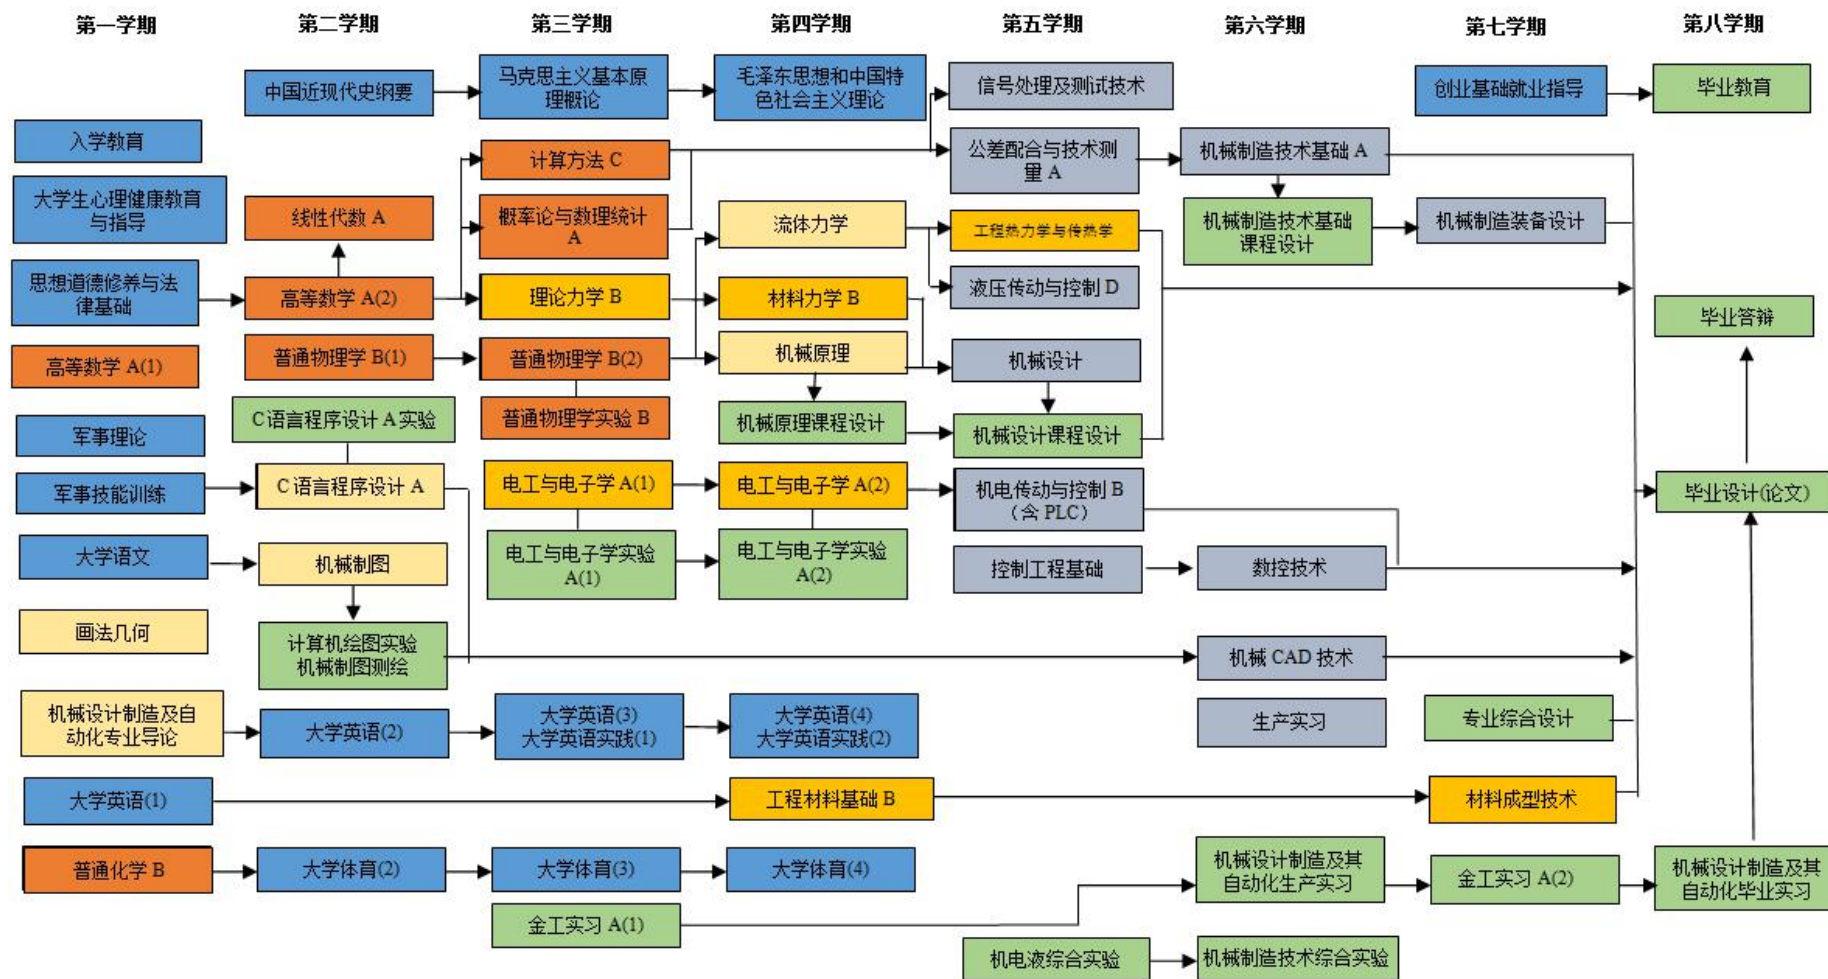 第一学期
第二学期
第三学期
第四学期
第五学期
第六学期
第七学期
第八学期
中国近现代史纲要
马克思主义基本原
理概论
毛泽东思想和中国特
色社会主义理论
信号处理及测试技术
创业基础就业指导
毕业教育
入学教育
计算方法 C
公差配合与技术测
量 A
机械制造技术基础 A
大学生心理健康教育
与指导
线性代数 A
概率论与数理统计
A
流体力学
工程热力学与传热学
机械制造技术基础
课程设计
机械制造装备设计
思想道德修养与法
律基础
高等数学 A(2)
理论力学 B
材料力学 B
液压传动与控制 D
毕业答辩
高等数学 A(1)
普通物理学 B(1)
普通物理学 B(2)
机械原理
机械设计
军事理论
C 语言程序设计 A 实验
普通物理学实验 B
机械原理课程设计
机械设计课程设计
军事技能训练
C 语言程序设计 A
电工与电子学 A(1)
电工与电子学 A(2)
机电传动与控制 B
（含 PLC）
毕业设计(论文)
大学语文
机械制图
电工与电子学实验
A(1)
电工与电子学实验
A(2)
控制工程基础
数控技术
画法几何
计算机绘图实验
机械制图测绘
机械 CAD 技术
机械设计制造及自
动化专业导论
大学英语(2)
大学英语(3)
大学英语实践(1)
大学英语(4)
大学英语实践(2)
生产实习
专业综合设计
大学英语(1)
工程材料基础 B
材料成型技术
普通化学 B
大学体育(2)
大学体育(3)
大学体育(4)
机械设计制造及其
自动化生产实习
金工实习 A(2)
机械设计制造及其
自动化毕业实习
金工实习 A(1)
机电液综合实验
机械制造技术综合实验